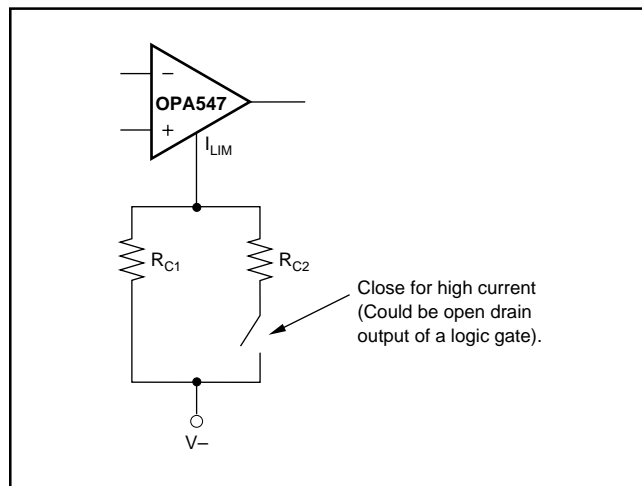 −
OPA547
+
I_LIM
R_C1
R_C2
Close for high current
(Could be open drain
output of a logic gate).
V–